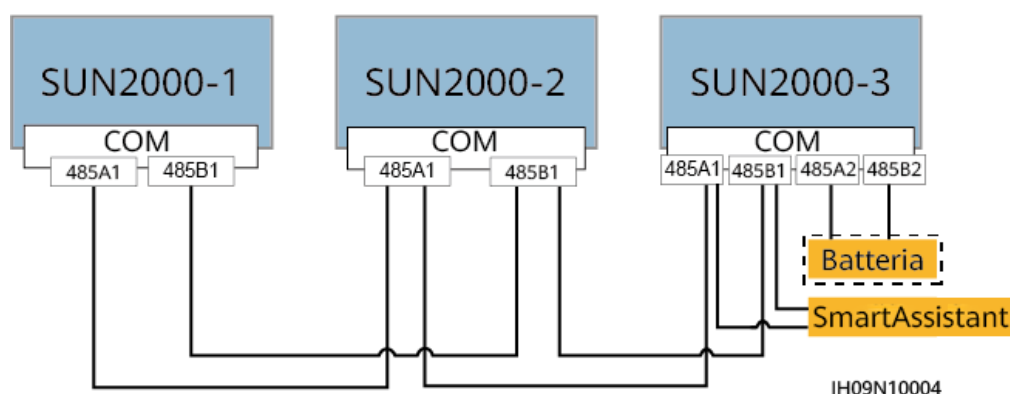 SUN2000-1
SUN2000-2
SUN2000-3
COM
COM
COM
485A1
485B1
485A1
485B1
485A1
485B1
485A2
485B2
Batteria
SmartAssistant
IH09N10004